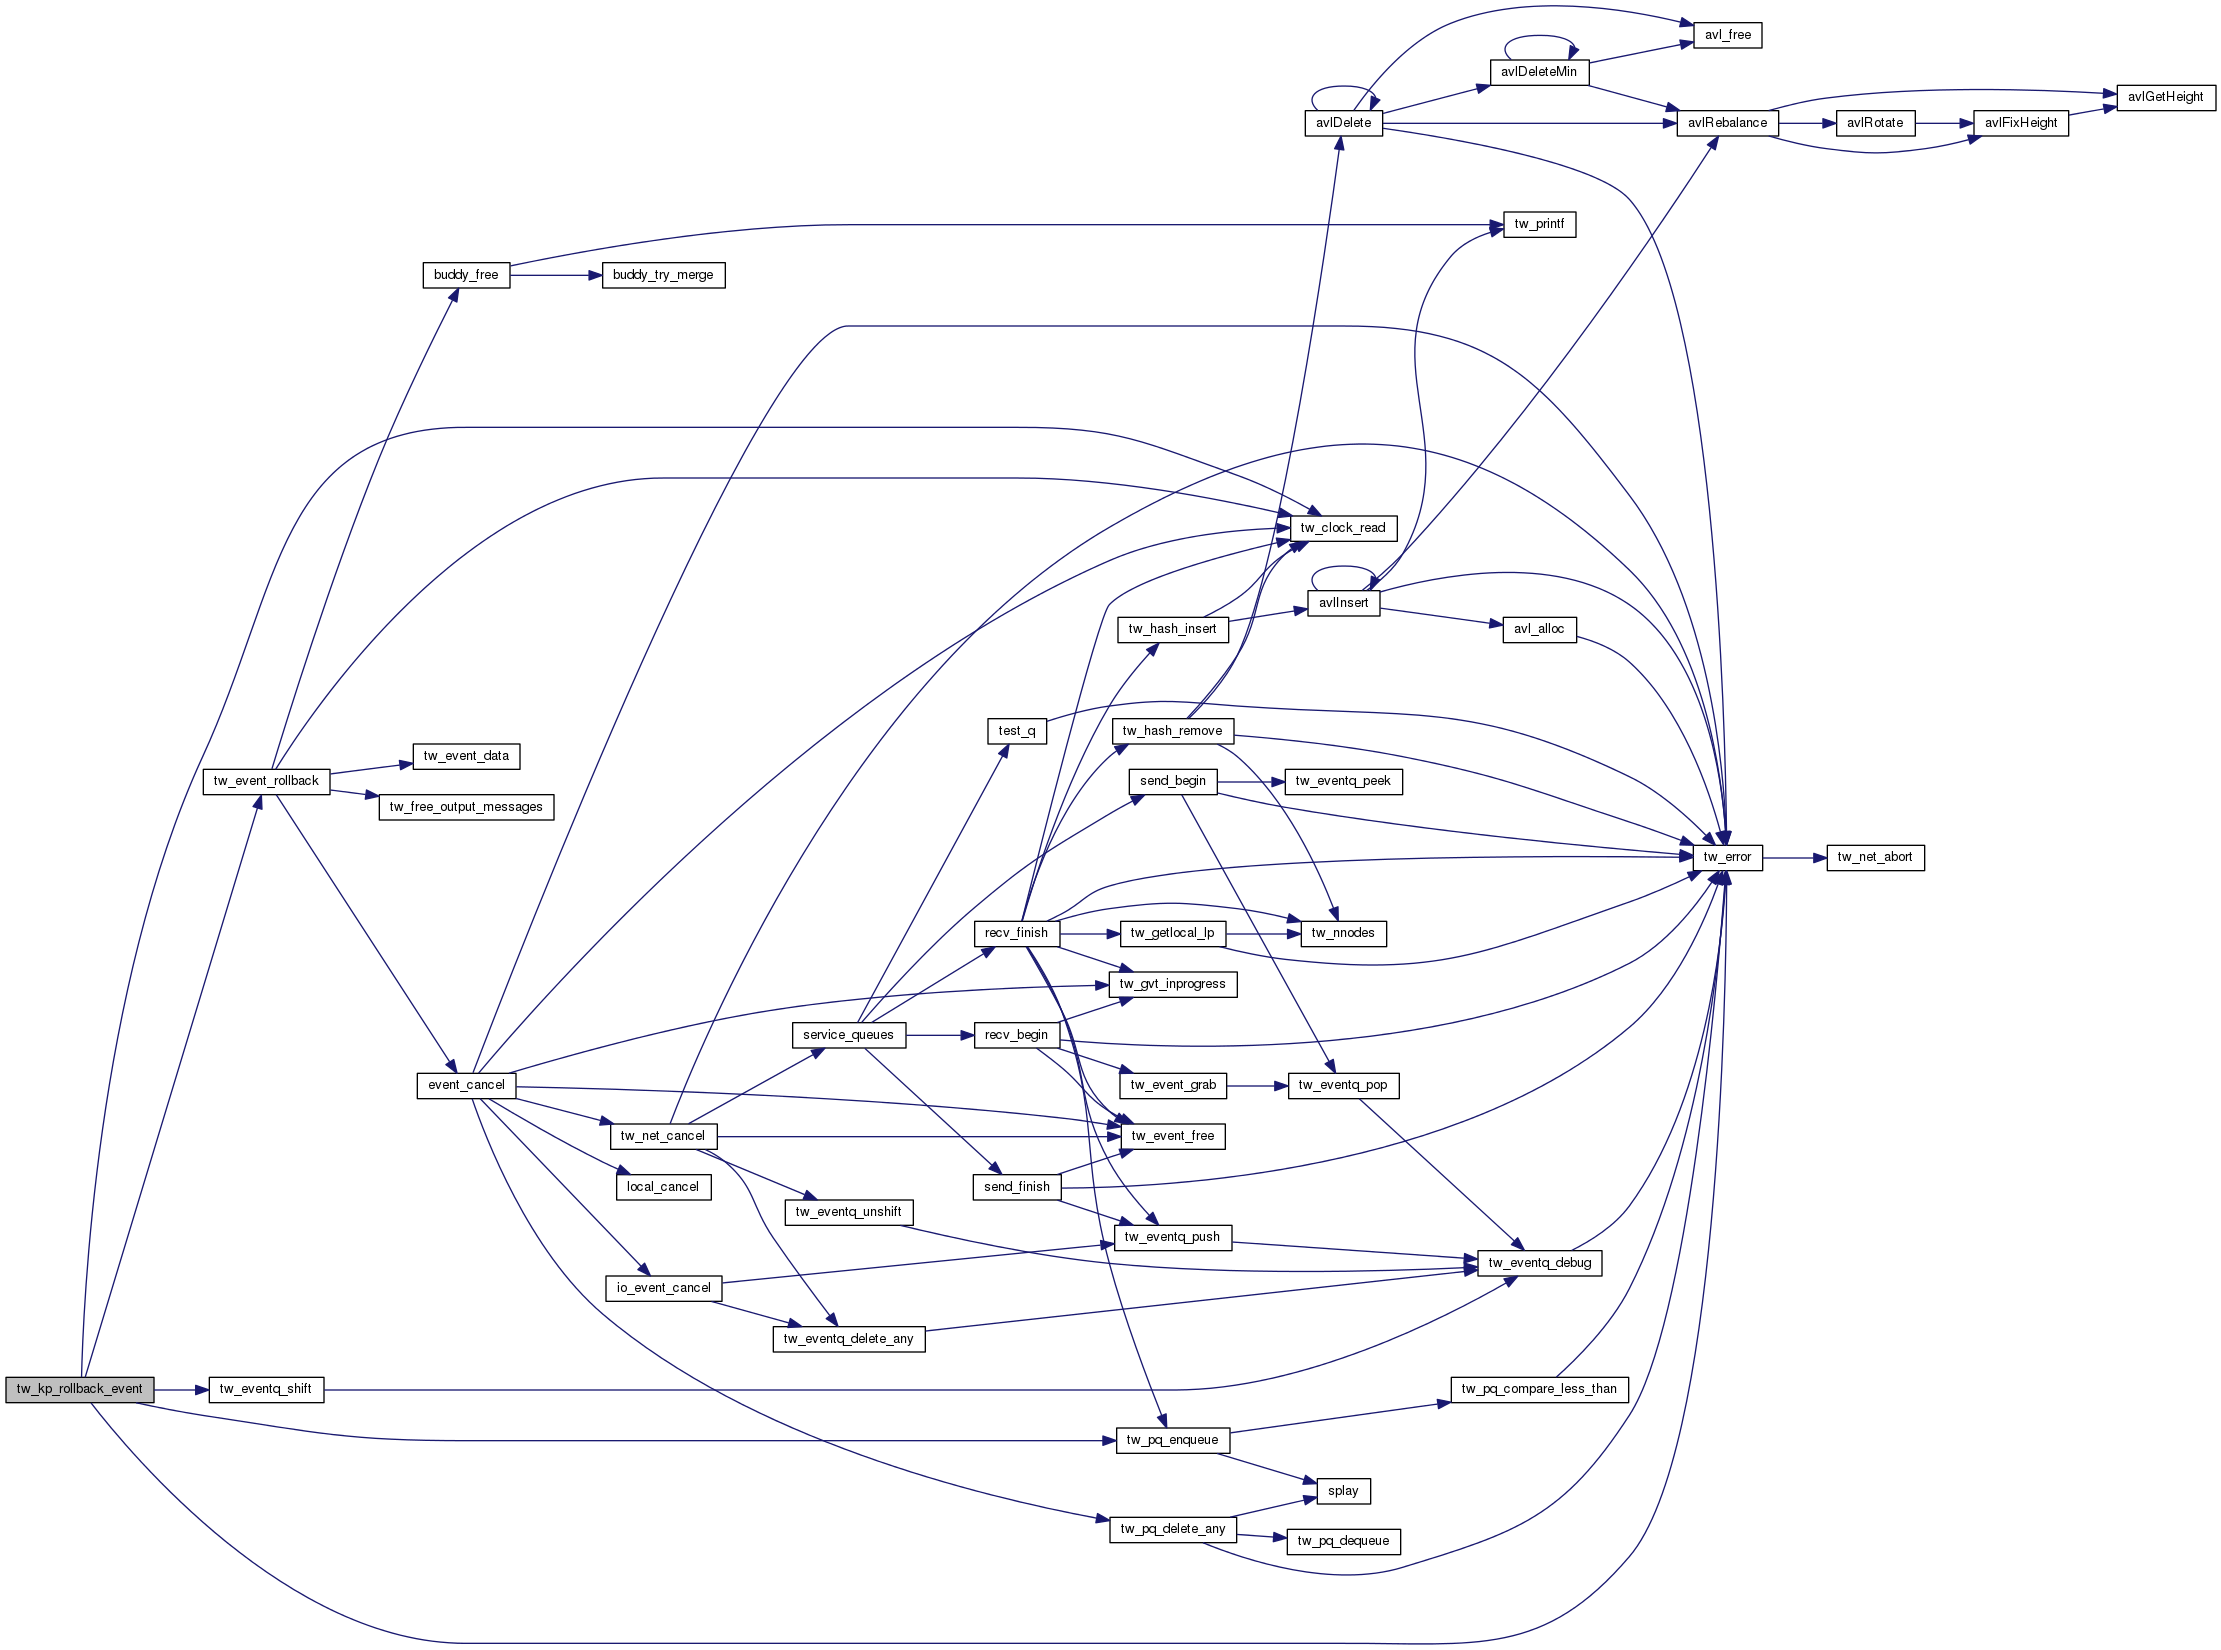 avl_free
avlDeleteMin
avlGetHeight
avlDelete
avlRebalance
avlRotate
avlFixHeight
tw_printf
buddy_free
buddy_try_merge
tw_clock_read
avlInsert
tw_hash_insert
avl_alloc
test_q
tw_hash_remove
tw_event_data
tw_event_rollback
send_begin
tw_eventq_peek
tw_free_output_messages
tw_error
tw_net_abort
recv_finish
tw_getlocal_lp
tw_nnodes
tw_gvt_inprogress
service_queues
recv_begin
event_cancel
tw_event_grab
tw_eventq_pop
tw_net_cancel
tw_event_free
local_cancel
send_finish
tw_eventq_unshift
tw_eventq_push
tw_eventq_debug
io_event_cancel
tw_eventq_delete_any
tw_kp_rollback_event
tw_eventq_shift
tw_pq_compare_less_than
tw_pq_enqueue
splay
tw_pq_delete_any
tw_pq_dequeue